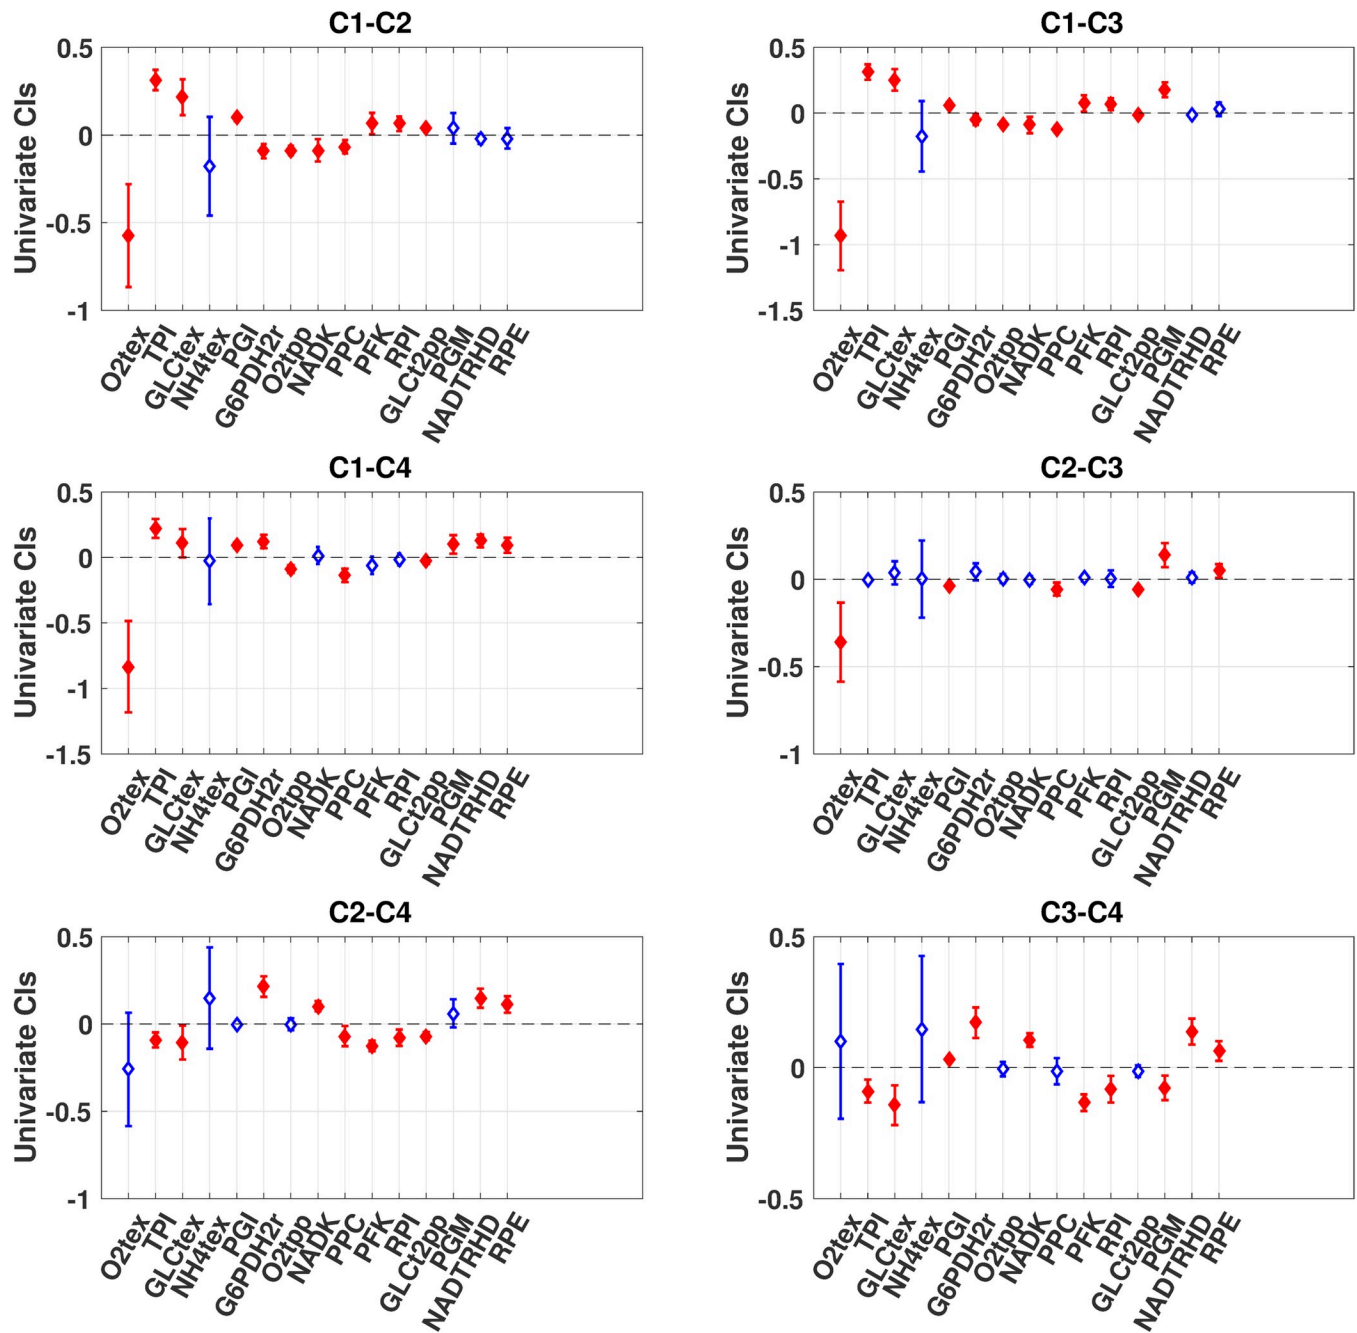 C1-C2
0.5
0
-0.5
-1
Univariate CIs
O2tex
TPI
GLCtex
NH4tex
PGI
G6PDH2r
O2tpp
NADK
PPC
PFK
RPI
GLCt2pp
PGM
NADTRHD
RPE
C1-C3
0.5
0
-0.5
-1
-1.5
Univariate CIs
O2tex
TPI
GLCtex
NH4tex
PGI
G6PDH2r
O2tpp
NADK
PPC
PFK
RPI
GLCt2pp
PGM
NADTRHD
RPE
C1-C4
0.5
0
-0.5
-1
-1.5
Univariate CIs
O2tex
TPI
GLCtex
NH4tex
PGI
G6PDH2r
O2tpp
NADK
PPC
PFK
RPI
GLCt2pp
PGM
NADTRHD
RPE
C2-C3
0.5
0
-0.5
-1
Univariate CIs
O2tex
TPI
GLCtex
NH4tex
PGI
G6PDH2r
O2tpp
NADK
PPC
PFK
RPI
GLCt2pp
PGM
NADTRHD
RPE
C2-C4
0.5
0
-0.5
-1
Univariate CIs
O2tex
TPI
GLCtex
NH4tex
PGI
G6PDH2r
O2tpp
NADK
PPC
PFK
RPI
GLCt2pp
PGM
NADTRHD
RPE
C3-C4
0.5
0
-0.5
Univariate CIs
O2tex
TPI
GLCtex
NH4tex
PGI
G6PDH2r
O2tpp
NADK
PPC
PFK
RPI
GLCt2pp
PGM
NADTRHD
RPE